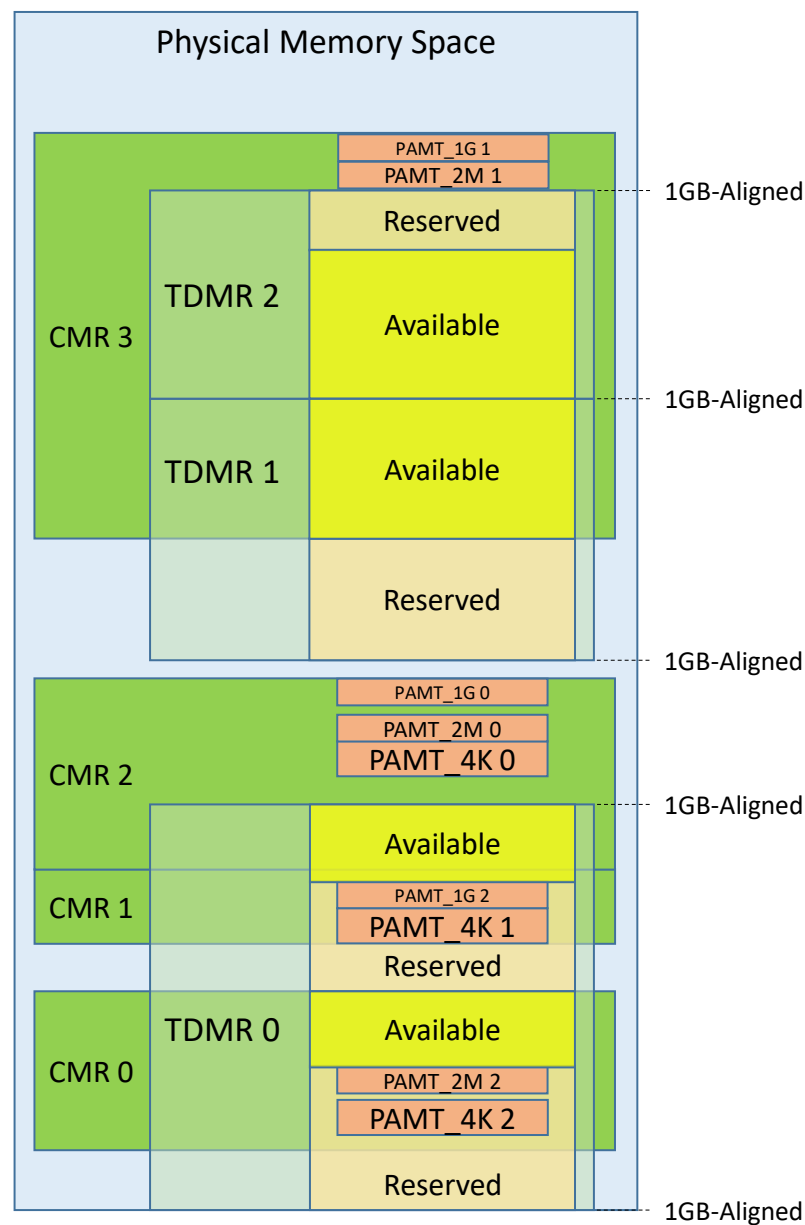 Physical Memory Space
PAMT_1G 1
PAMT_2M 1
1GB-Aligned
Reserved
TDMR 2
Available
CMR 3
1GB-Aligned
TDMR 1
Available
Reserved
1GB-Aligned
PAMT_1G 0
PAMT_2M 0
PAMT_4K 0
CMR 2
1GB-Aligned
Available
PAMT_1G 2
CMR 1
PAMT_4K 1
Reserved
TDMR 0
Available
CMR 0
PAMT_2M 2
PAMT_4K 2
Reserved
1GB-Aligned